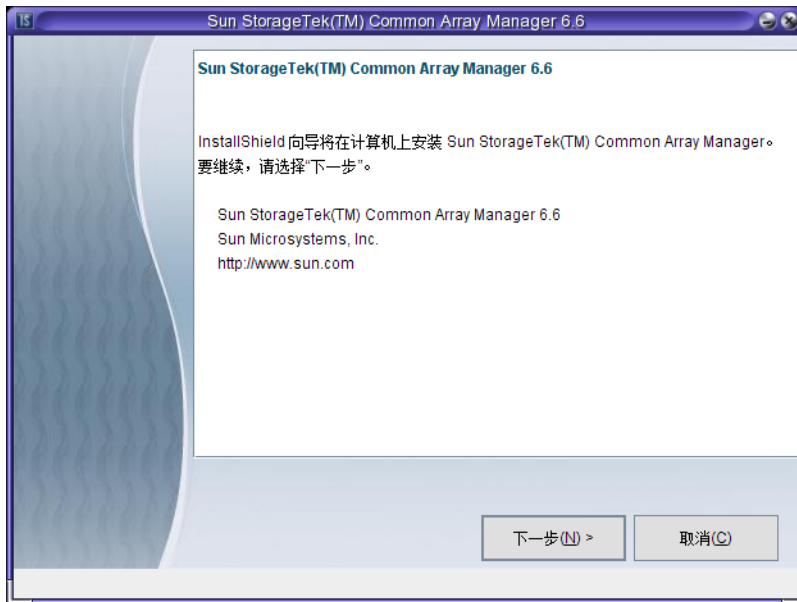 IS
Sun StorageTek(TM) Common Array Manager 6.6
Sun StorageTek(TM) Common Array Manager 6.6
InstallShield 向导将在计算机上安装 Sun StorageTek(TM) Common Array Manager。
要继续，请选择“下一步”。
Sun StorageTek(TM) Common Array Manager 6.6
Sun Microsystems, Inc.
http://www.sun.com
下一步(N) >
取消(C)